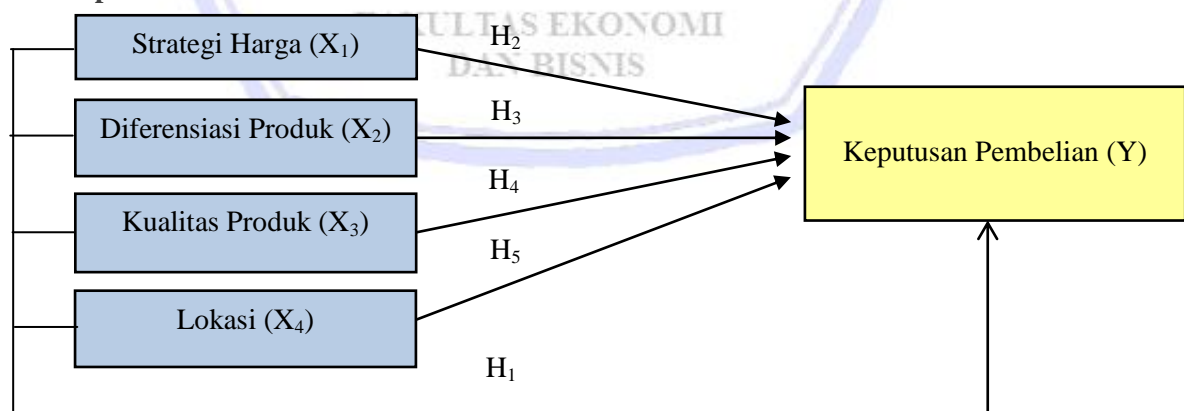 FAKULTAS EKONOMI
DAN BISNIS
Strategi Harga (X₁)
H₂
Diferensiasi Produk (X₂)
H₃
Keputusan Pembelian (Y)
H₄
Kualitas Produk (X₃)
H₅
Lokasi (X₄)
H₁